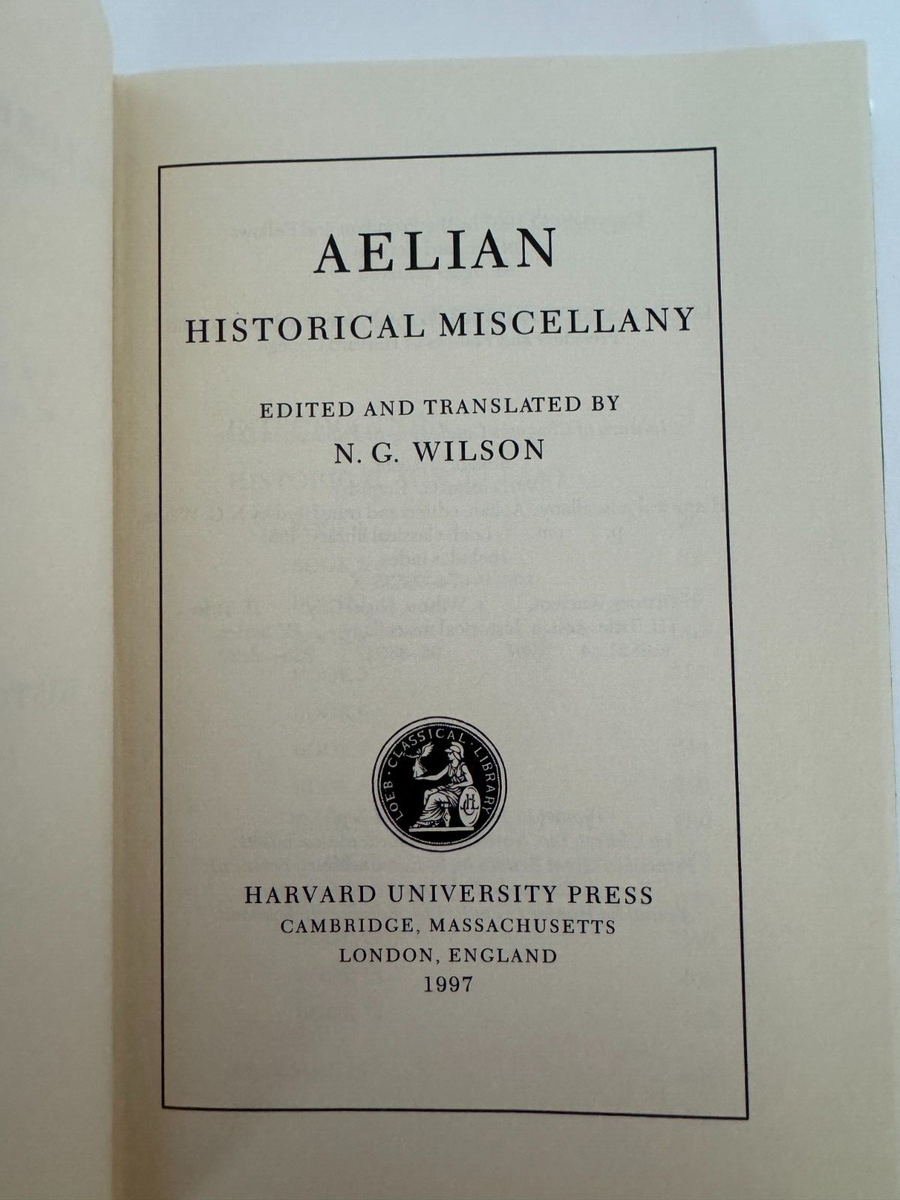 AELIAN
HISTORICAL MISCELLANY
EDITED AND TRANSLATED BY
N. G. WILSON
LOEB · CLASSICAL · LIBRARY
HARVARD UNIVERSITY PRESS
CAMBRIDGE, MASSACHUSETTS
LONDON, ENGLAND
1997